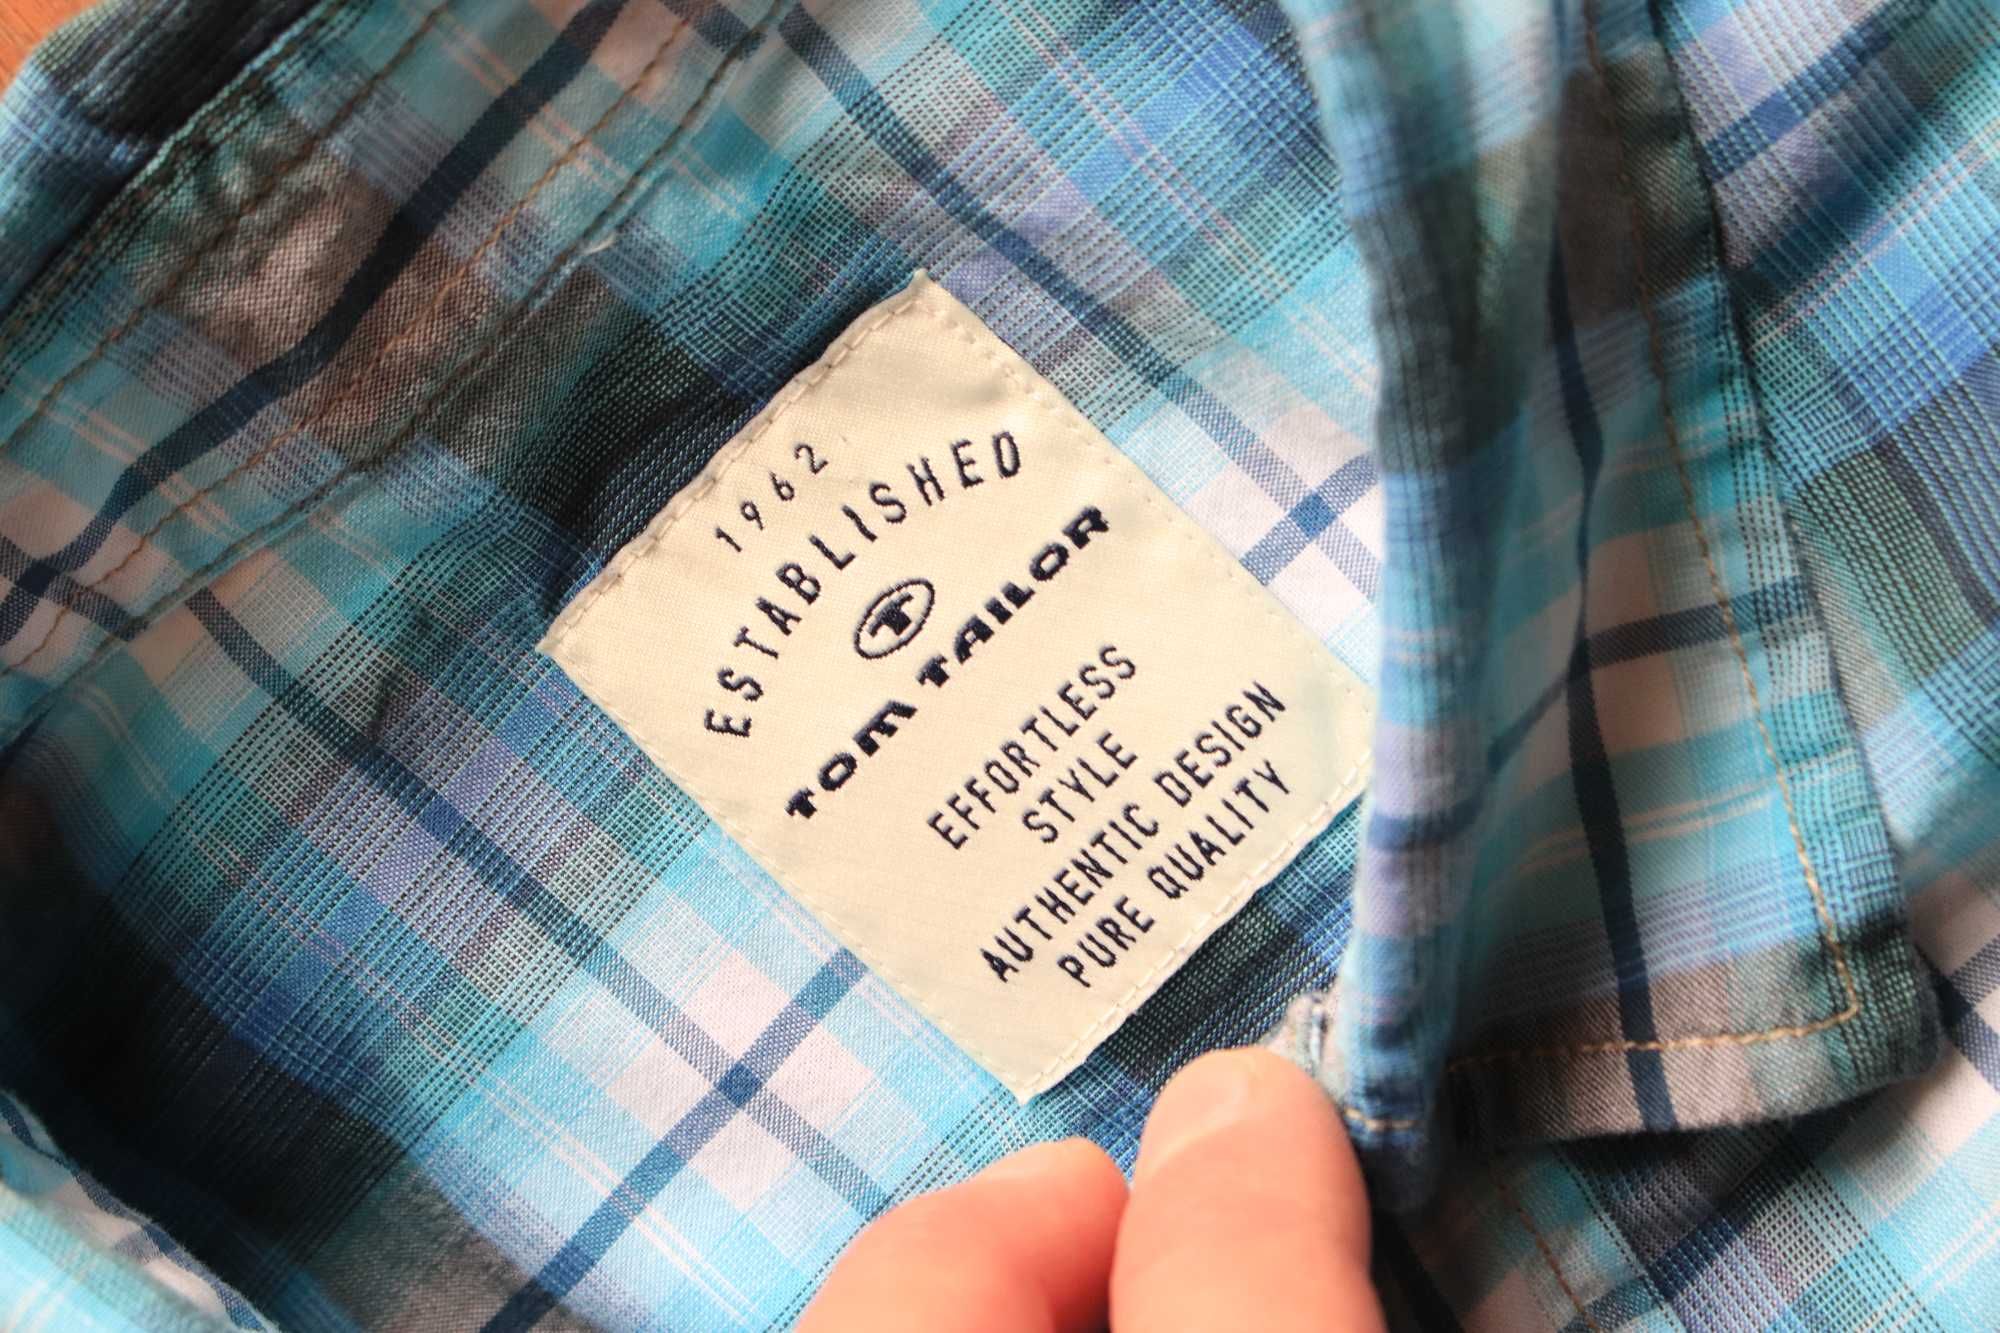 1962
ESTABLISHED
T
TOM TAILOR
EFFORTLESS
STYLE
AUTHENTIC DESIGN
PURE QUALITY